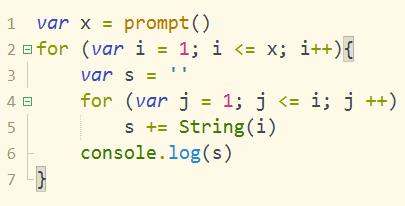 1 var x = prompt()
2 for (var i = 1; i <= x; i++){
3     var s = ''
4     for (var j = 1; j <= i; j ++)
5         s += String(i)
6     console.log(s)
7 }